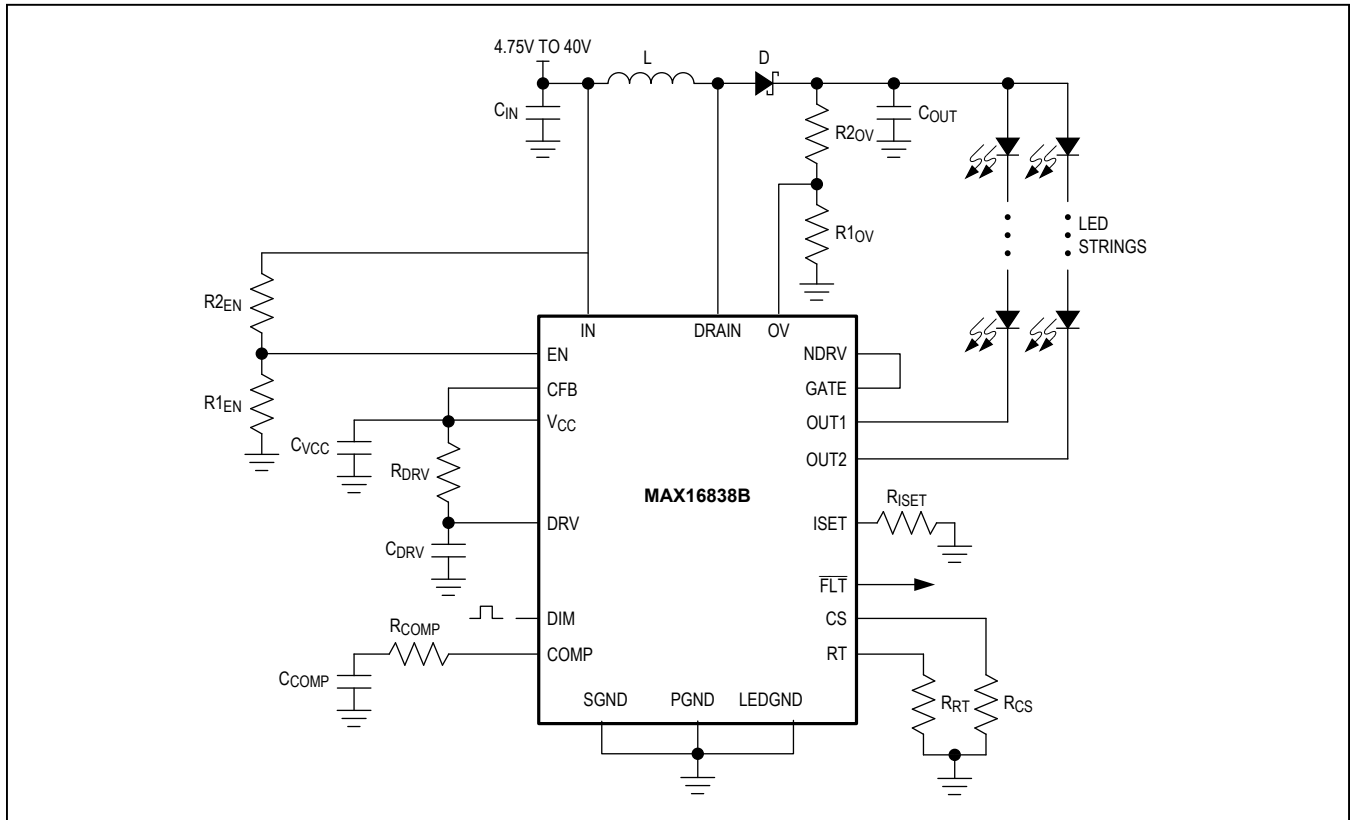 4.75V TO 40V
L
D
CIN
R2OV
COUT
R1OV
LED
STRINGS
R2EN
R1EN
IN
DRAIN
OV
EN
NDRV
CFB
GATE
VCC
OUT1
CVCC
OUT2
RDRV
MAX16838B
RISET
ISET
DRV
CDRV
FLT
DIM
CS
RCOMP
COMP
RT
CCOMP
SGND
PGND
LEDGND
RRT
RCS